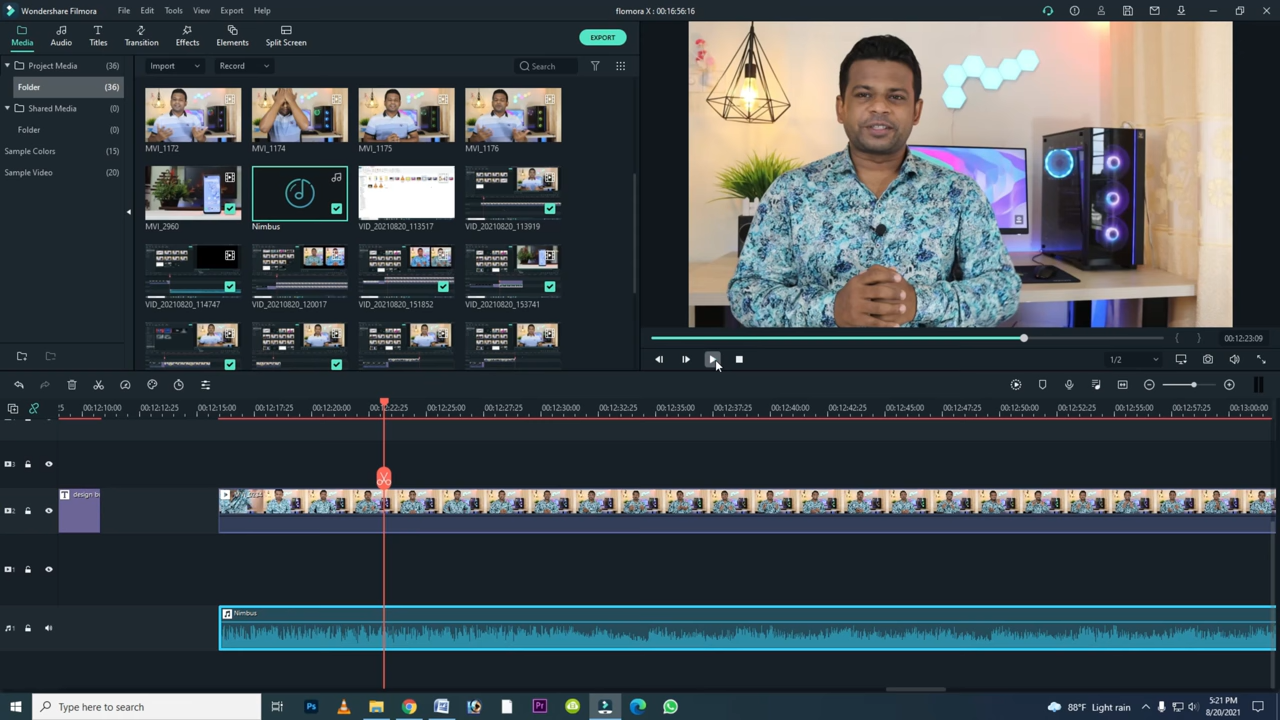 Wondershare Filmora File Edit Tools View Export Help flomora X : 00:16:56:16
Media Audio Titles Transition Effects Elements Split Screen EXPORT
Project Media (36) Import Record Search
Folder (36)
Shared Media (0)
Folder (0)
Sample Colors (15)
Sample Video (20)
MVI_1172 MVI_1174 MVI_1175 MVI_1176
MVI_2960 Nimbus VID_20210820_113517 VID_20210820_113919
VID_20210820_114747 VID_20210820_120017 VID_20210820_151852 VID_20210820_153741
00:12:23:09
1/2
:25 00:12:10:00 00:12:12:25 00:12:15:00 00:12:17:25 00:12:20:00 00:12:22:25 00:12:25:00 00:12:27:25 00:12:30:00 00:12:32:25 00:12:35:00 00:12:37:25 00:12:40:00 00:12:42:25 00:12:45:00 00:12:47:25 00:12:50:00 00:12:52:25 00:12:55:00 00:12:57:25 00:13:00:00
3
T design b
2
1
Nimbus
1
Type here to search Ps W Pr 88°F Light rain 5:21 PM
8/20/2021